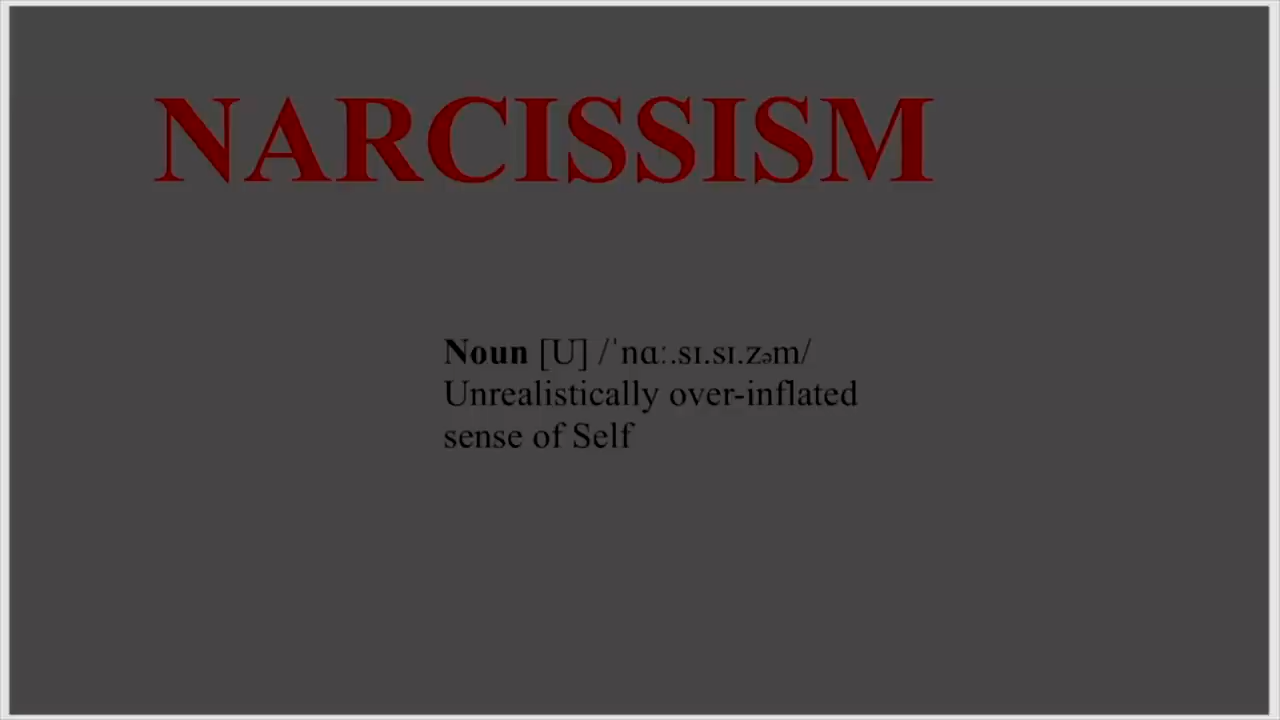 NARCISSISM
Noun [U] /ˈnɑː.sɪ.sɪ.zəm/
Unrealistically over-inflated
sense of Self